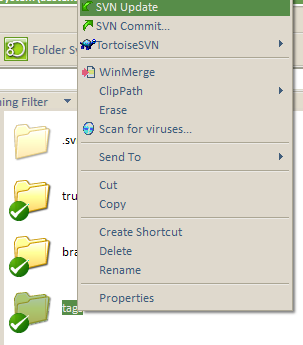 SVN Update
SVN Commit...
TortoiseSVN
Folder S
WinMerge
ClipPath
ning Filter
Erase
Scan for viruses...
.sv
Send To
Cut
tru
Copy
Create Shortcut
bra
Delete
Rename
Properties
tag